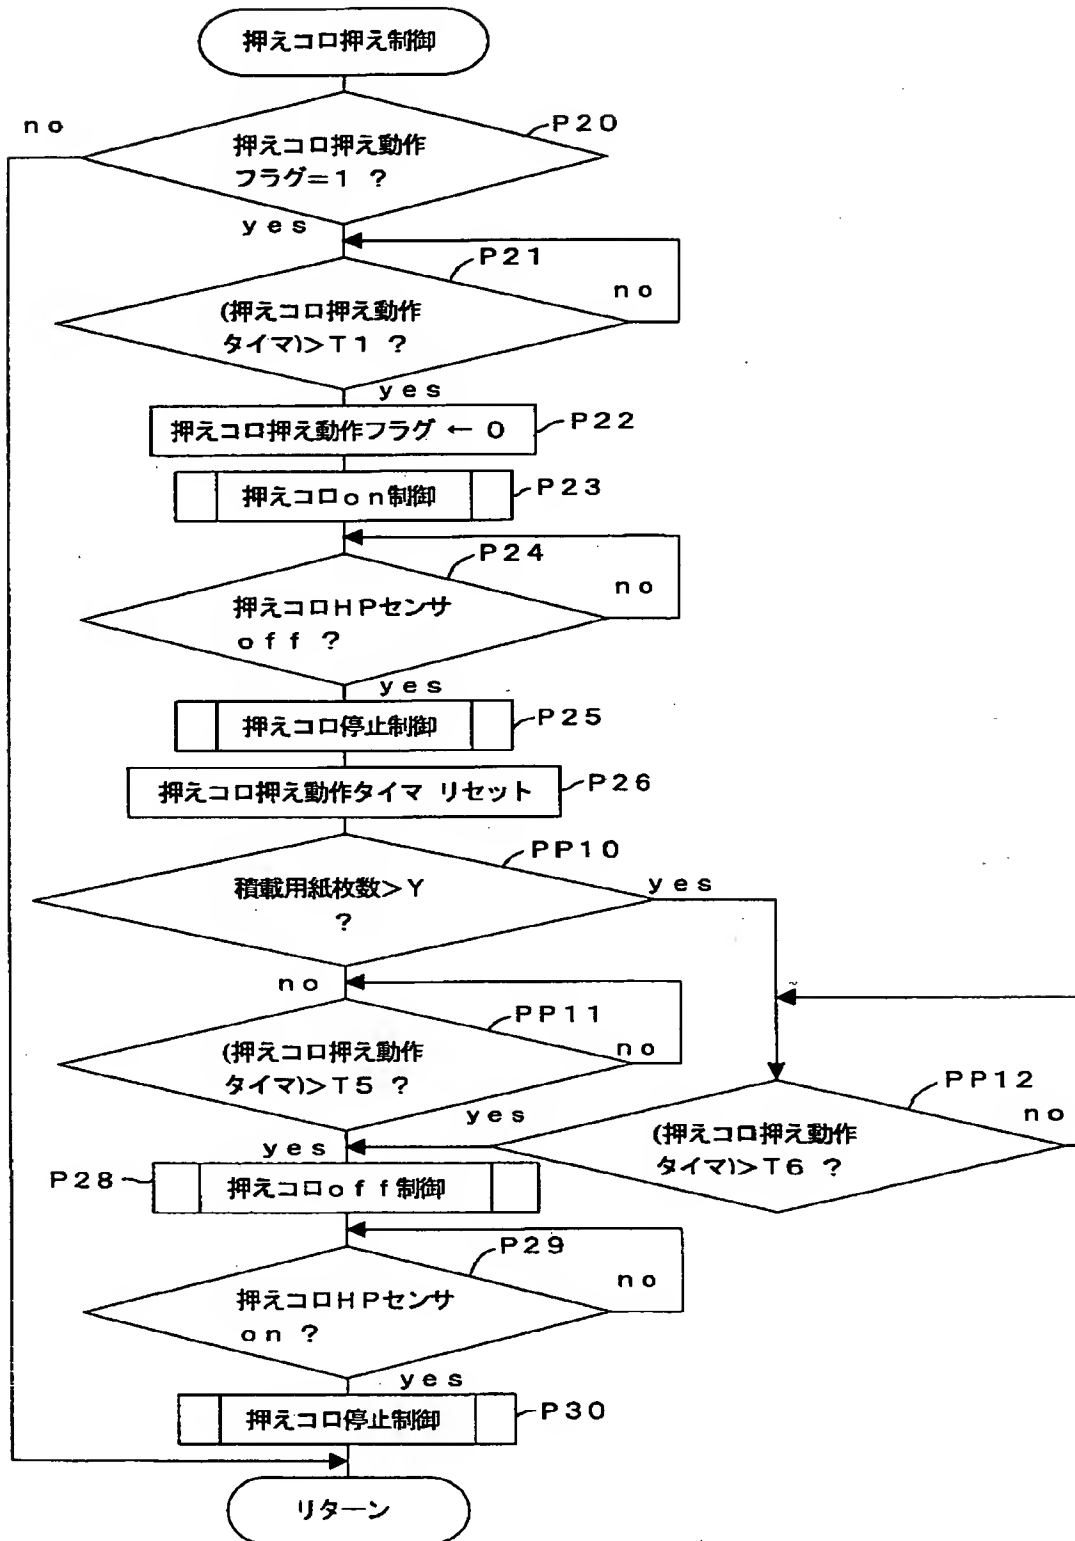 押えコロ押え制御
no
P20
押えコロ押え動作
フラグ=1 ?
yes
P21
no
(押えコロ押え動作
タイマ)>T1 ?
yes
押えコロ押え動作フラグ ← 0
P22
押えコロon制御
P23
P24
no
押えコロHPセンサ
off ?
yes
押えコロ停止制御
P25
押えコロ押え動作タイマ リセット
P26
PP10
積載用紙枚数>Y
?
yes
no
PP11
(押えコロ押え動作
タイマ)>T5 ?
no
PP12
yes
no
(押えコロ押え動作
タイマ)>T6 ?
yes
P28
押えコロoff制御
P29
no
押えコロHPセンサ
on ?
yes
押えコロ停止制御
P30
リターン